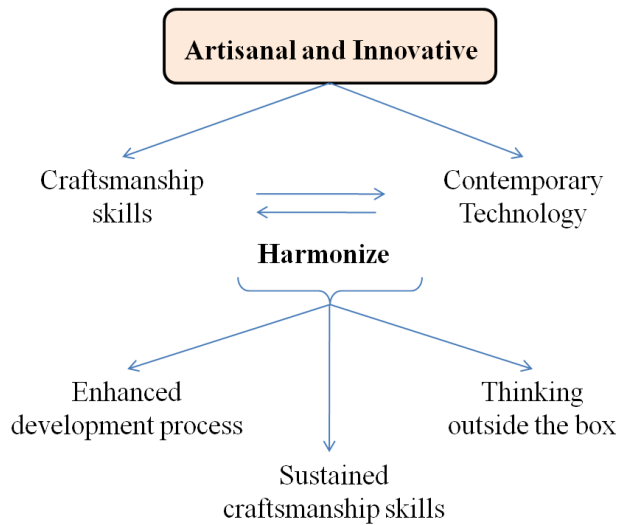 Artisanal and Innovative
Craftsmanship
skills
Contemporary
Technology
Harmonize
Enhanced
development process
Thinking
outside the box
Sustained
craftsmanship skills